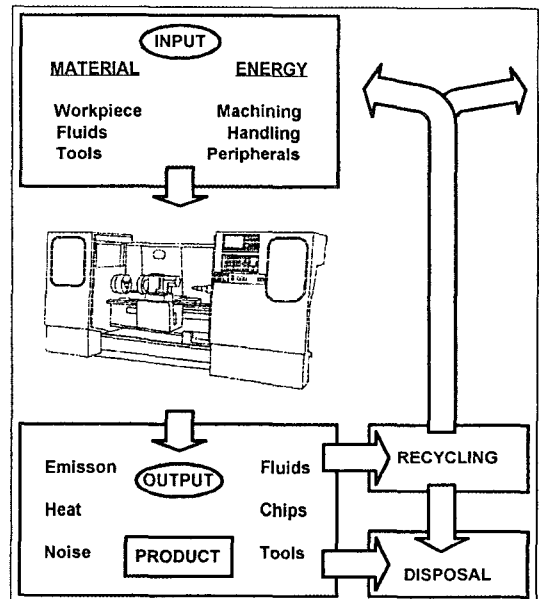 INPUT
MATERIAL ENERGY
Workpiece Machining
Fluids Handling
Tools Peripherals
Emisson OUTPUT Fluids RECYCLING
Heat Chips
Noise PRODUCT Tools DISPOSAL